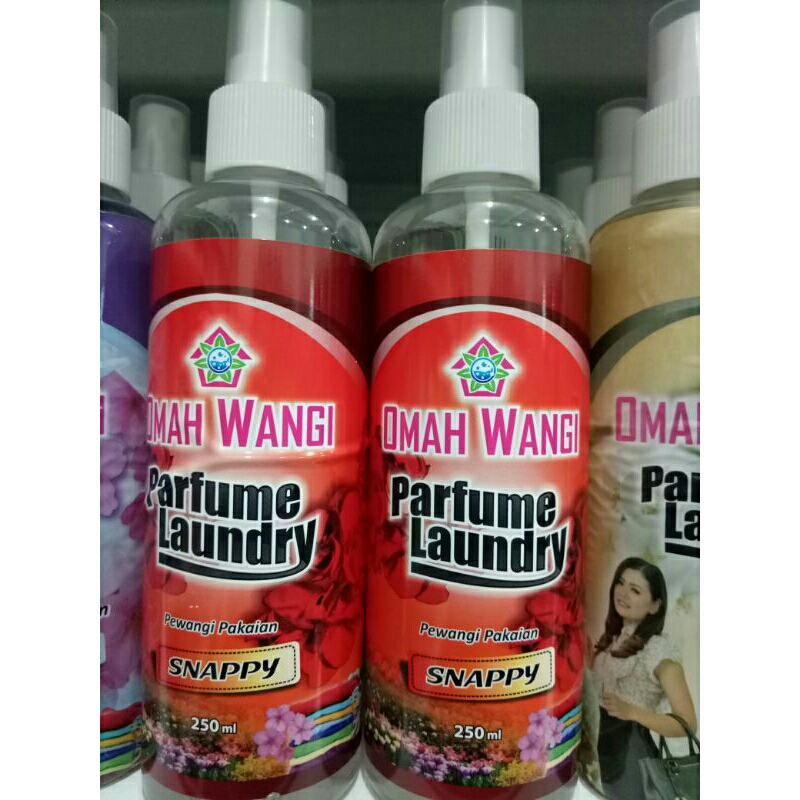 OMAH WANGI
Parfume
Laundry
Pewangi Pakaian
SNAPPY
250 ml
OMAH WANGI
Parfume
Laundry
Pewangi Pakaian
SNAPPY
250 ml